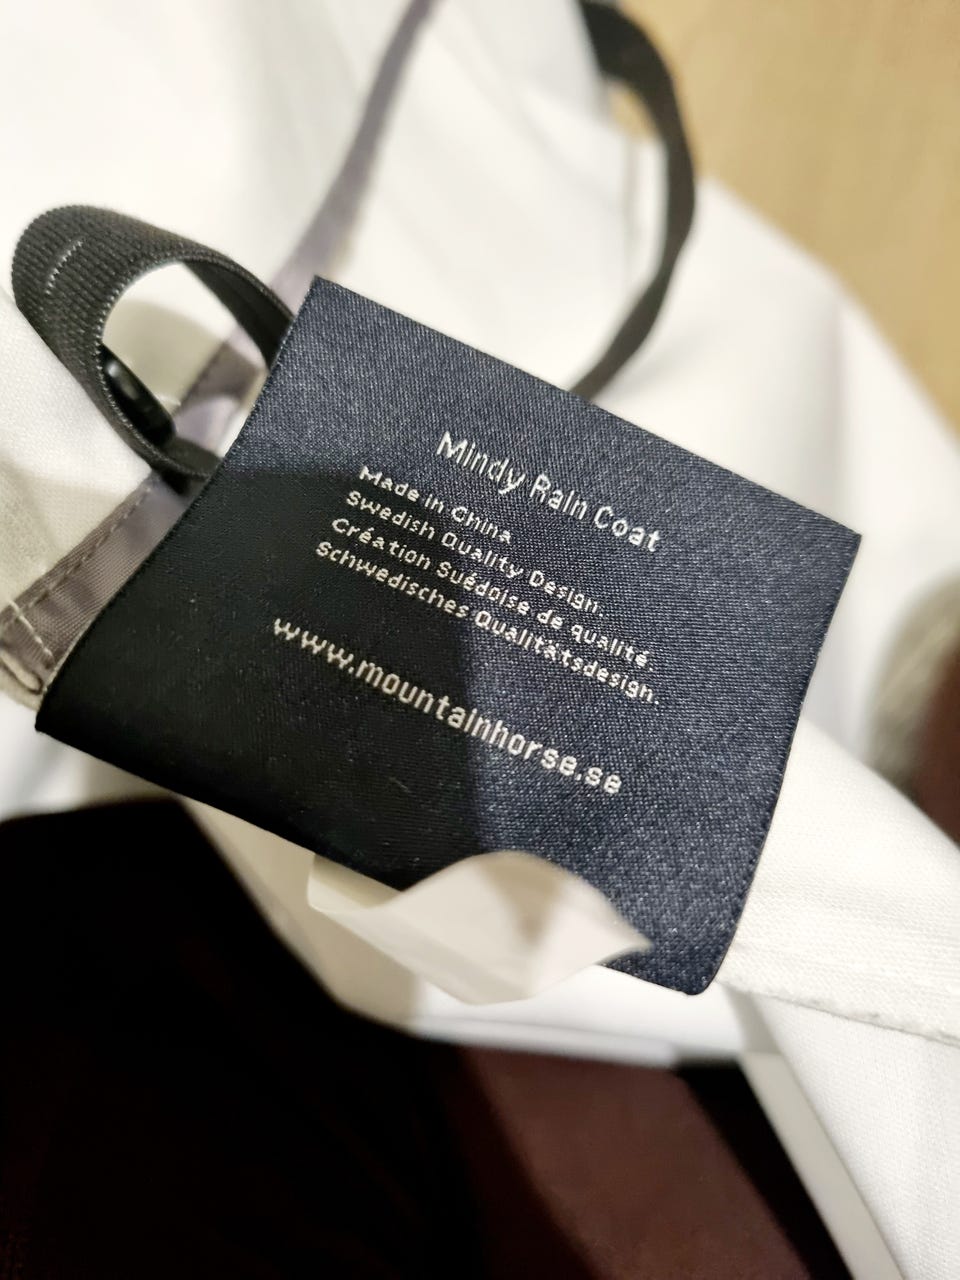 Mindy Rain Coat
Made in China
Swedish Quality Design.
Création Suédoise de qualité.
Schwedisches Qualitätsdesign.
www.mountainhorse.se